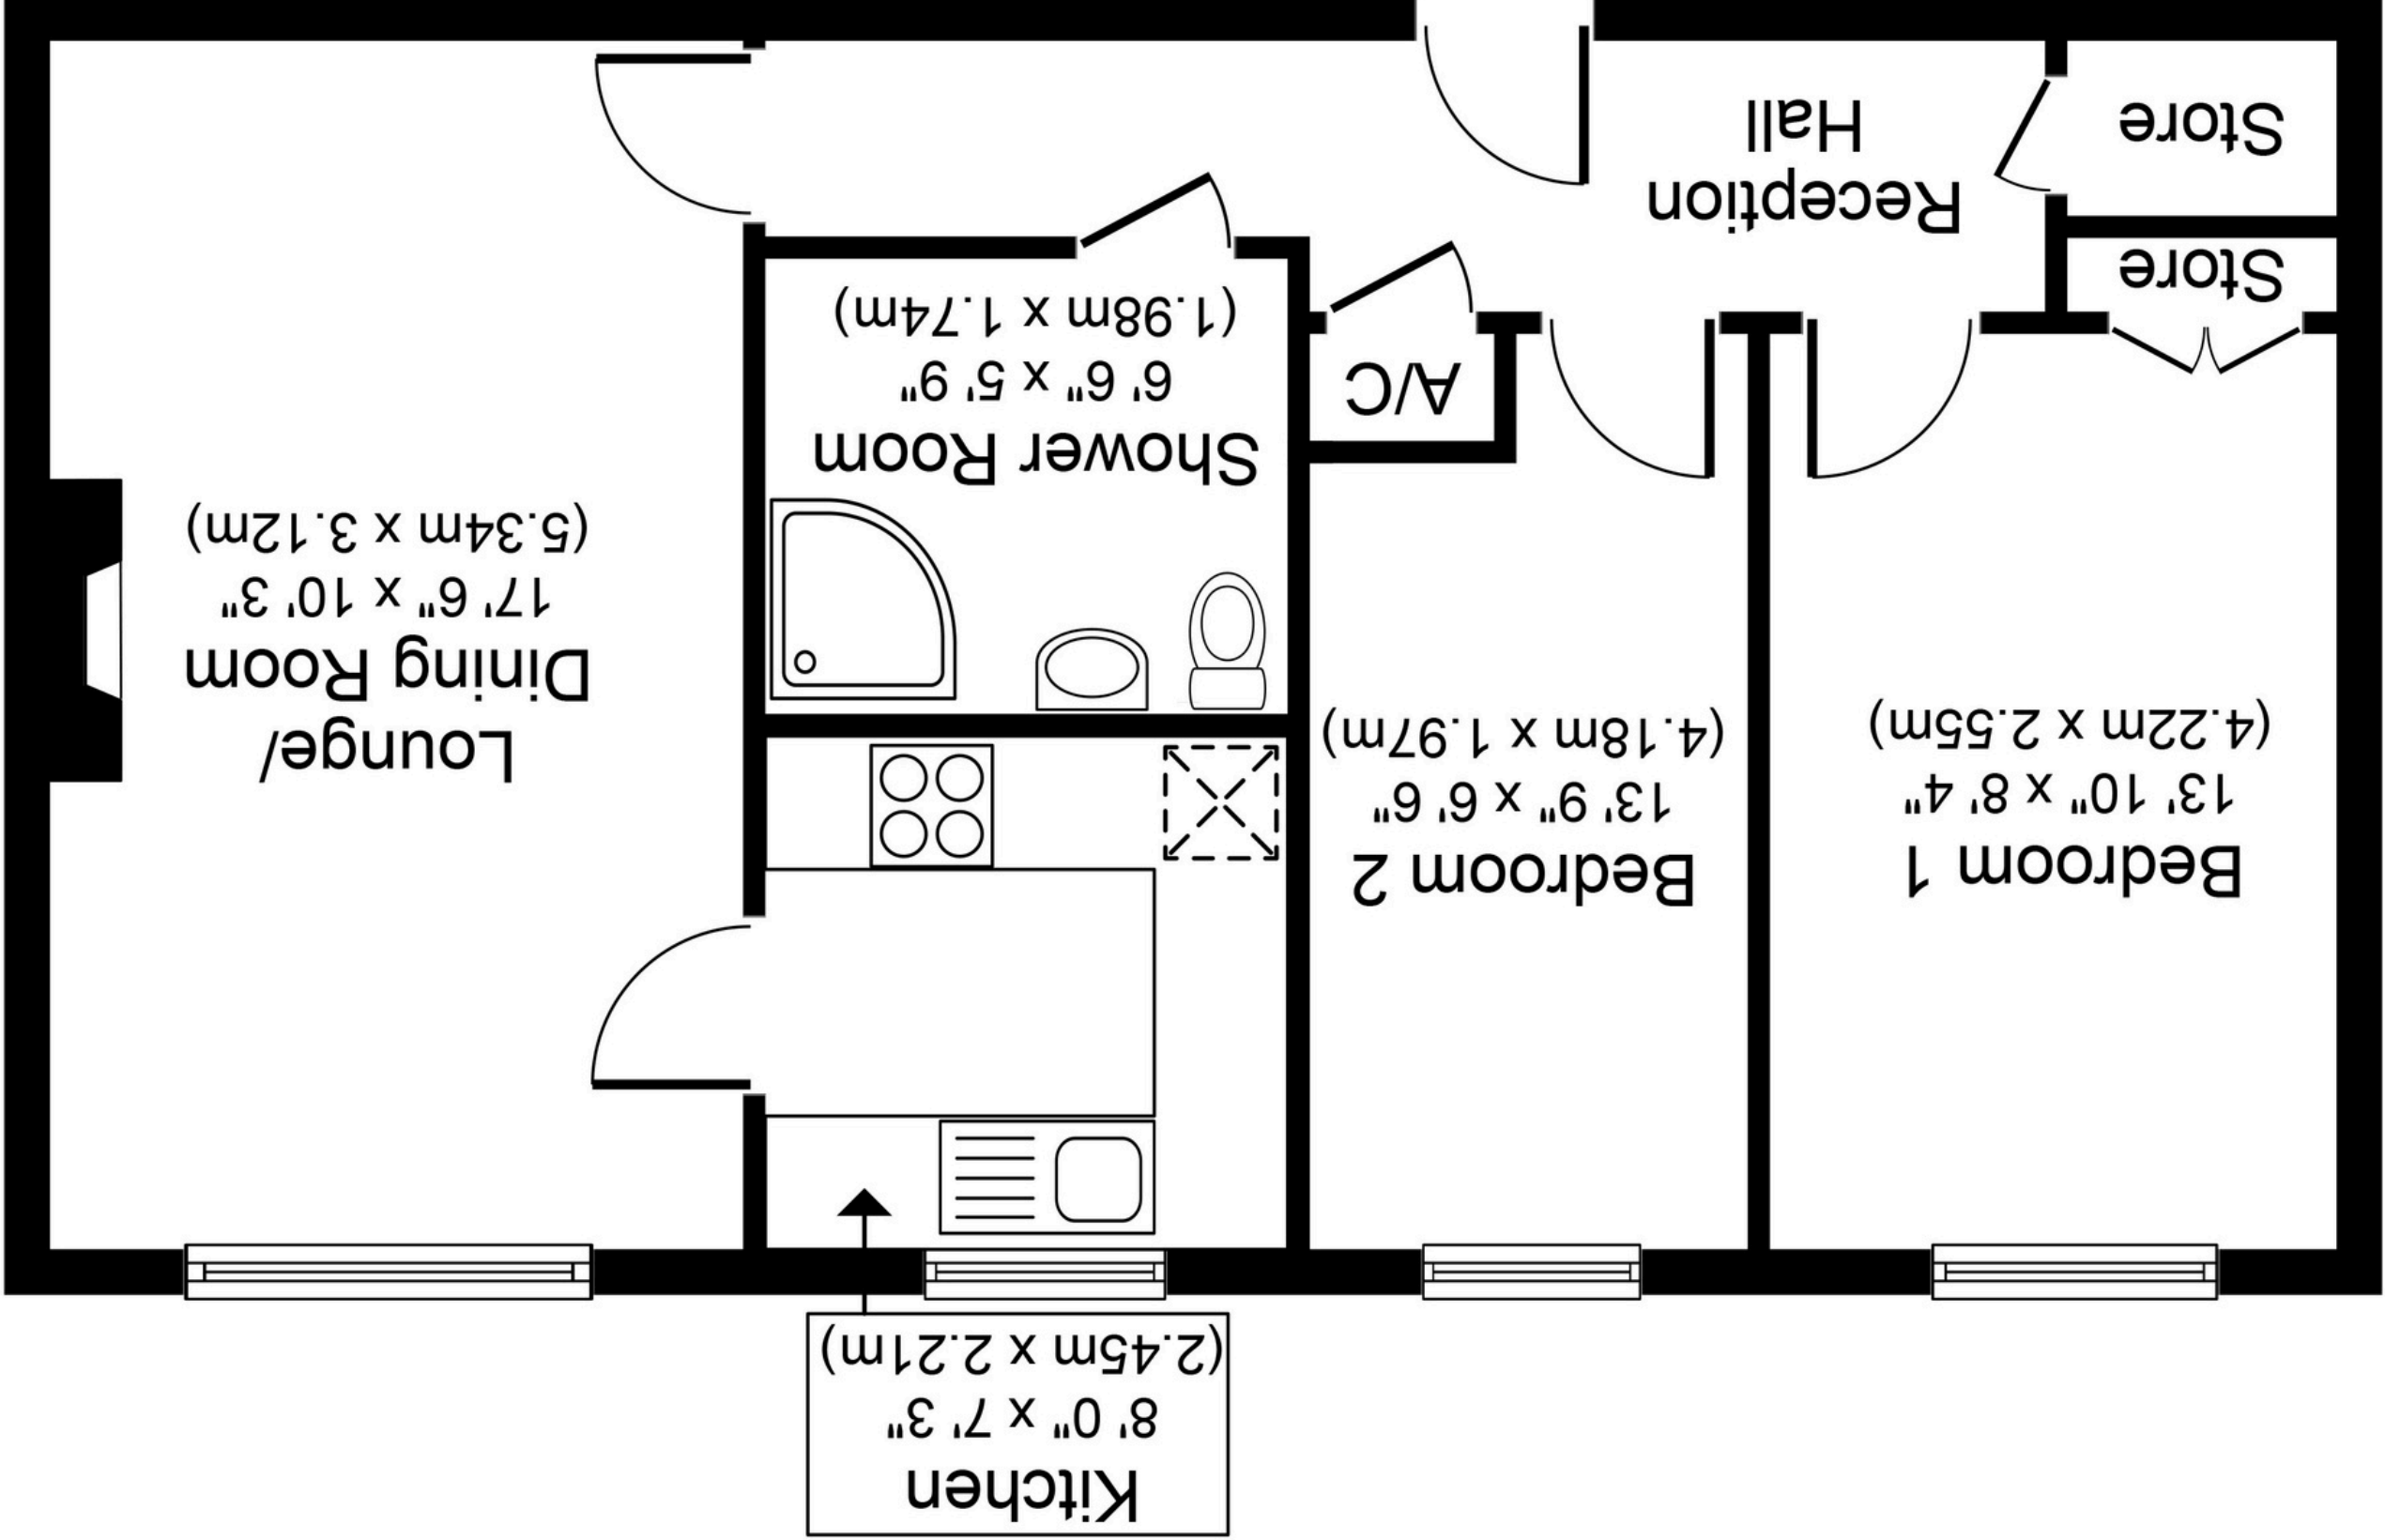 Kitchen
8' 0" x 7' 3"
(2.45m x 2.21m)
Bedroom 1
13' 10" x 8' 4"
(4.22m x 2.55m)
Bedroom 2
13' 9" x 6' 6"
(4.18m x 1.97m)
Lounge/
Dining Room
17' 6" x 10' 3"
(5.34m x 3.12m)
Shower Room
6' 6" x 5' 9"
(1.98m x 1.74m)
A/C
Store
Store
Reception
Hall